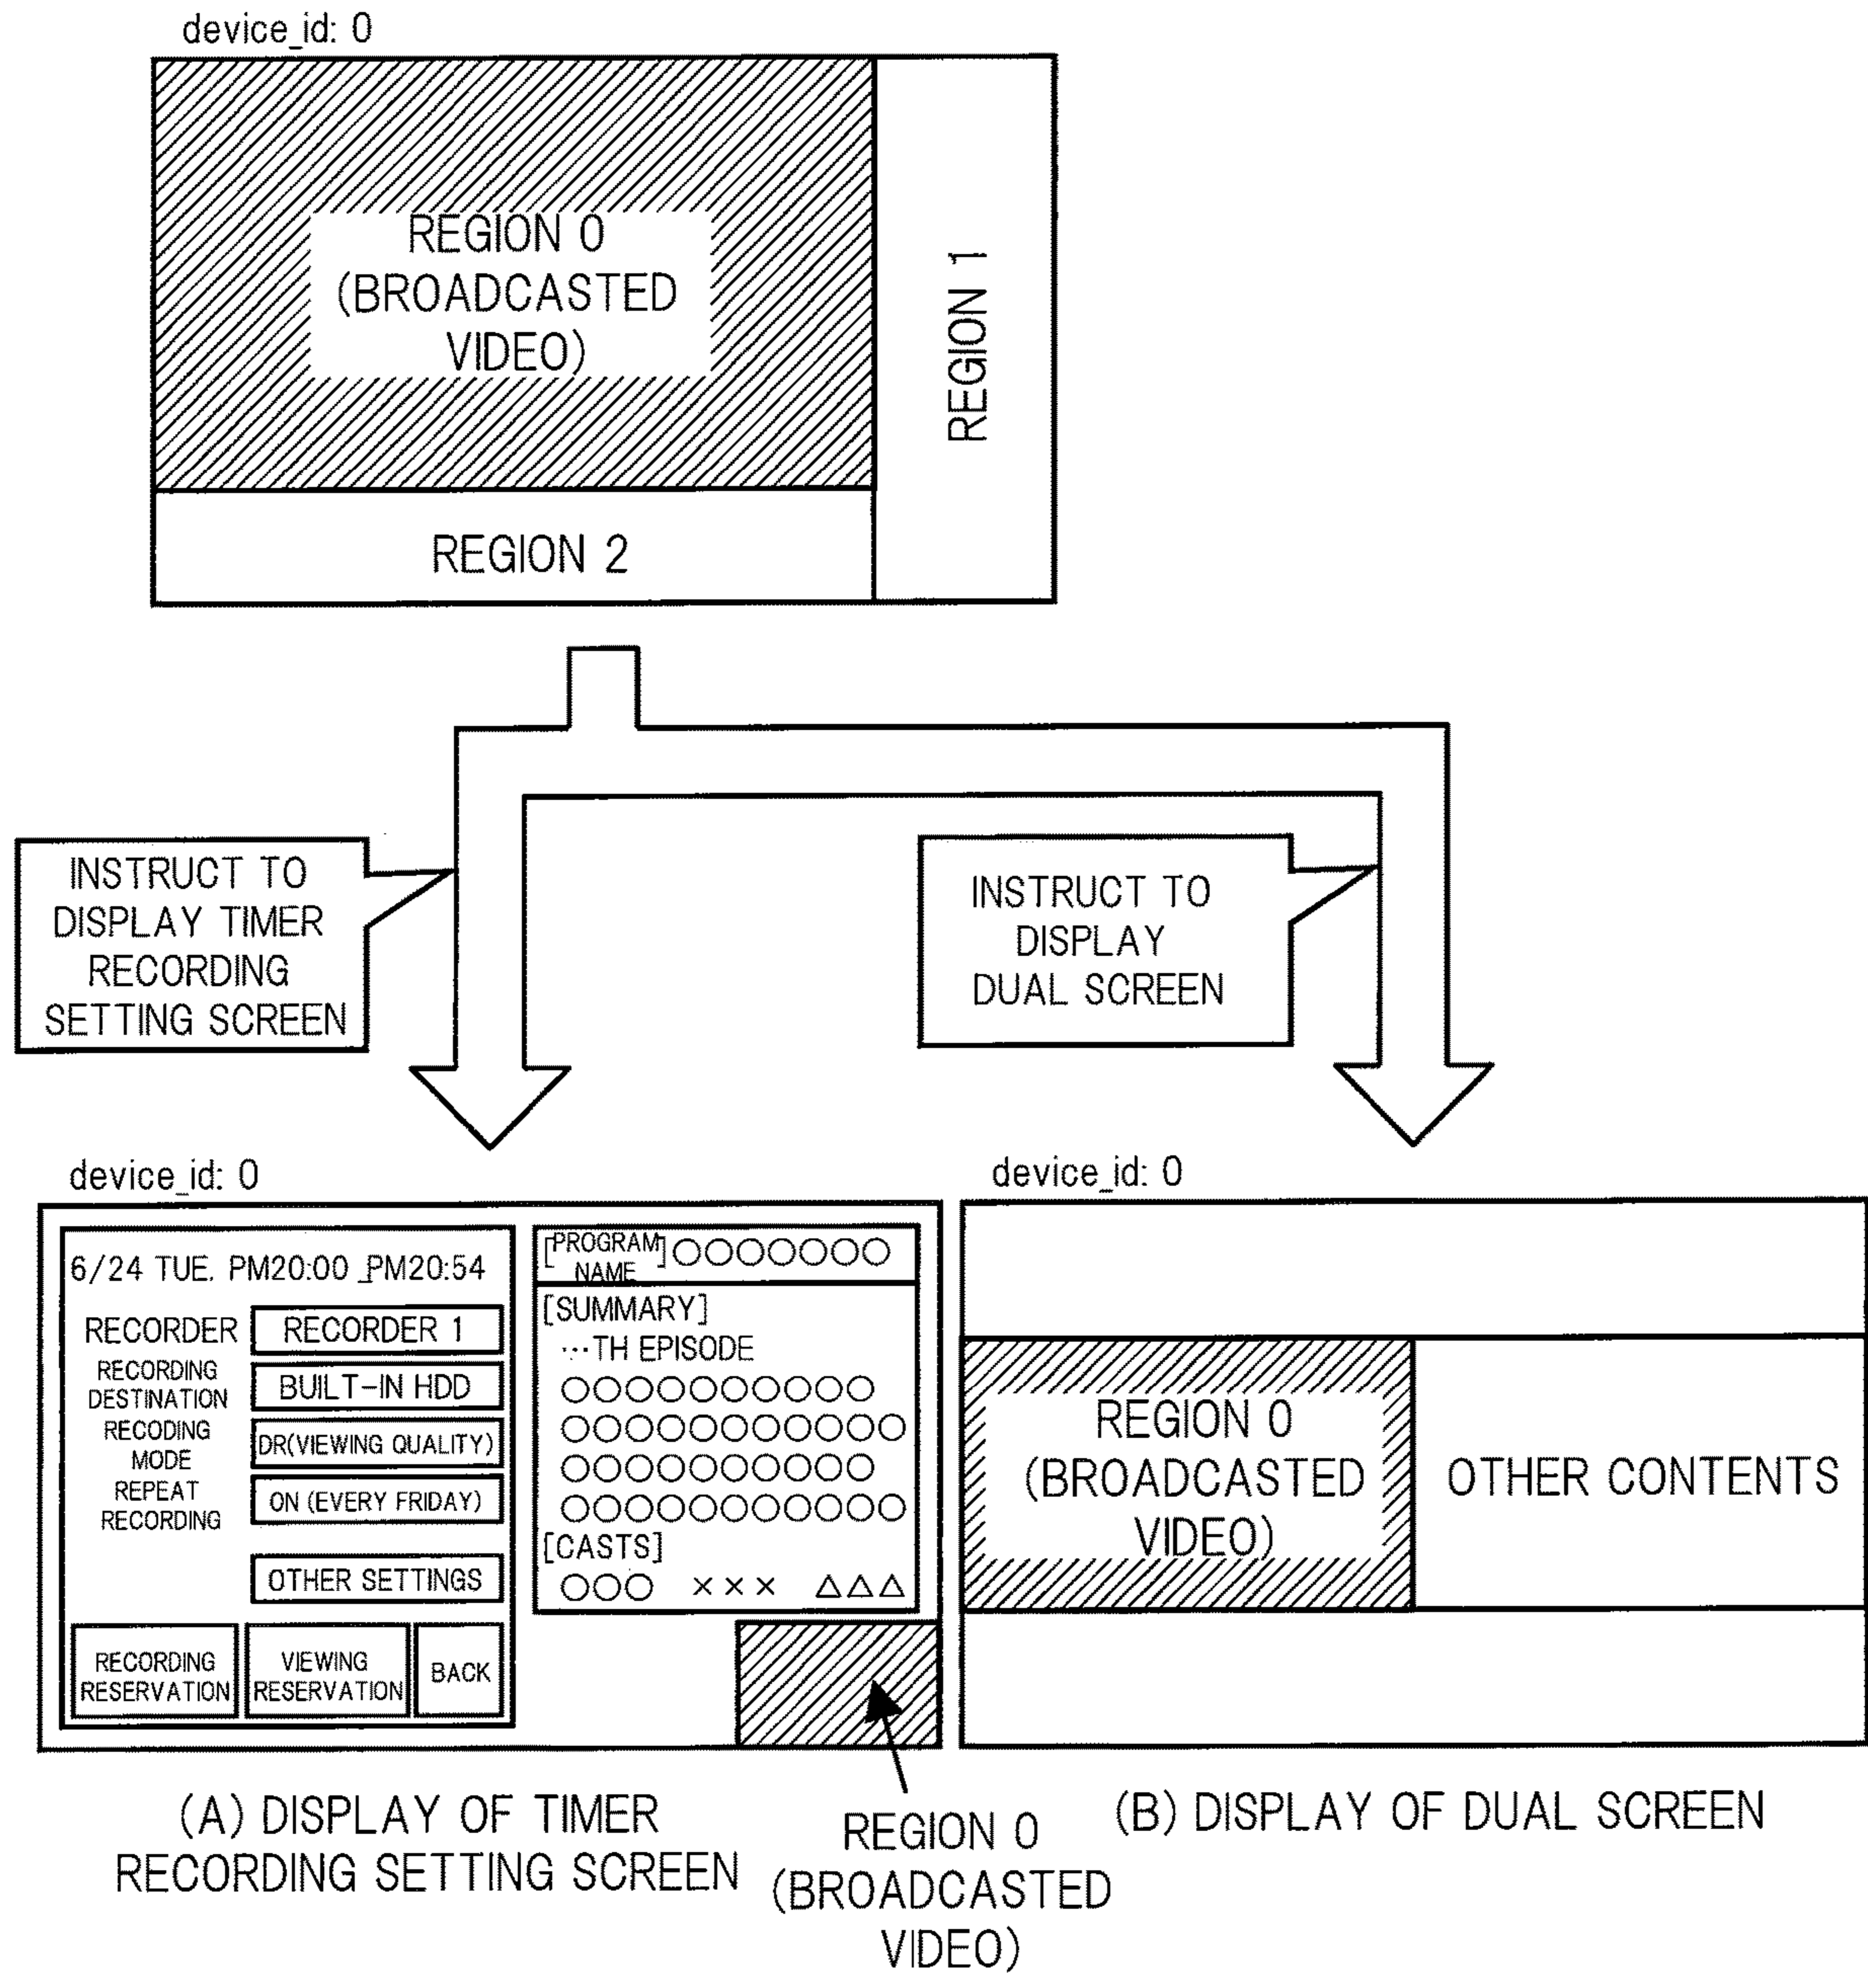 device_id: 0
REGION 0
(BROADCASTED
VIDEO)
REGION 1
REGION 2
INSTRUCT TO
DISPLAY TIMER
RECORDING
SETTING SCREEN
INSTRUCT TO
DISPLAY
DUAL SCREEN
device_id: 0
6/24 TUE. PM20:00 _PM20:54
RECORDER RECORDER 1
RECORDING
DESTINATION
BUILT-IN HDD
RECODING
MODE
DR(VIEWING QUALITY)
REPEAT
RECORDING
ON (EVERY FRIDAY)
OTHER SETTINGS
RECORDING
RESERVATION
VIEWING
RESERVATION
BACK
[PROGRAM
NAME] ○○○○○○○
[SUMMARY]
…TH EPISODE
○○○○○○○○○○
○○○○○○○○○○○
○○○○○○○○○○
○○○○○○○○○○○
[CASTS]
○○○ ××× △△△
device_id: 0
REGION 0
(BROADCASTED
VIDEO)
OTHER CONTENTS
(A) DISPLAY OF TIMER
RECORDING SETTING SCREEN
REGION 0
(BROADCASTED
VIDEO)
(B) DISPLAY OF DUAL SCREEN